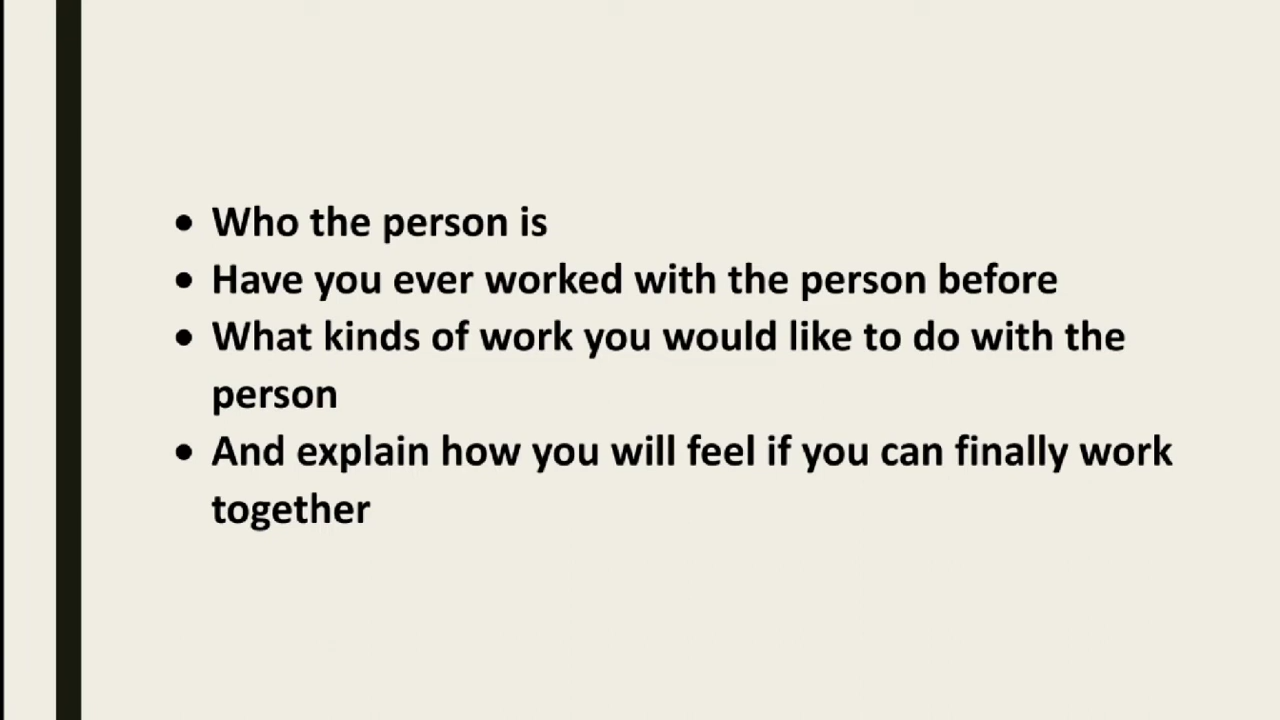 • Who the person is
• Have you ever worked with the person before
• What kinds of work you would like to do with the
person
• And explain how you will feel if you can finally work
together